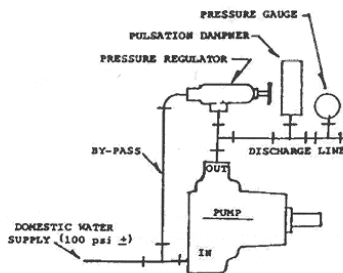 PRESSURE GAUGE
PULSATION DAMPNER
PRESSURE REGULATOR
BY-PASS
DISCHARGE LINE
OUT
PUMP
DOMESTIC WATER
SUPPLY (100 psi ±)
IN